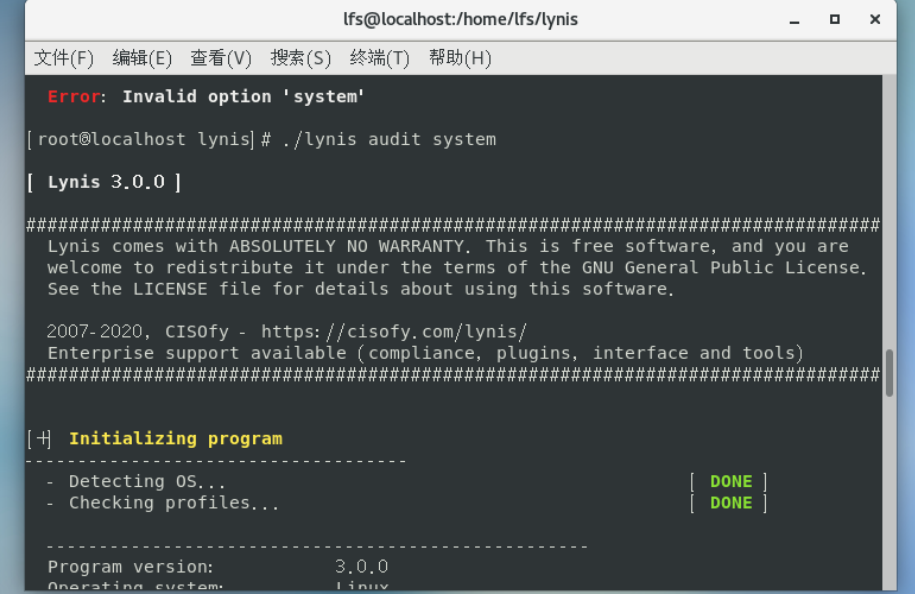 lfs@localhost:/home/lfs/lynis
文件(F) 编辑(E) 查看(V) 搜索(S) 终端(T) 帮助(H)
Error: Invalid option 'system'
[root@localhost lynis]# ./lynis audit system
[ Lynis 3.0.0 ]
################################################################################
Lynis comes with ABSOLUTELY NO WARRANTY. This is free software, and you are
welcome to redistribute it under the terms of the GNU General Public License.
See the LICENSE file for details about using this software.
2007-2020, CISOfy - https://cisofy.com/lynis/
Enterprise support available (compliance, plugins, interface and tools)
################################################################################
[+] Initializing program
------------------------------------
- Detecting OS... [ DONE ]
- Checking profiles... [ DONE ]
---------------------------------------------------
Program version: 3.0.0
Operating system: Linux